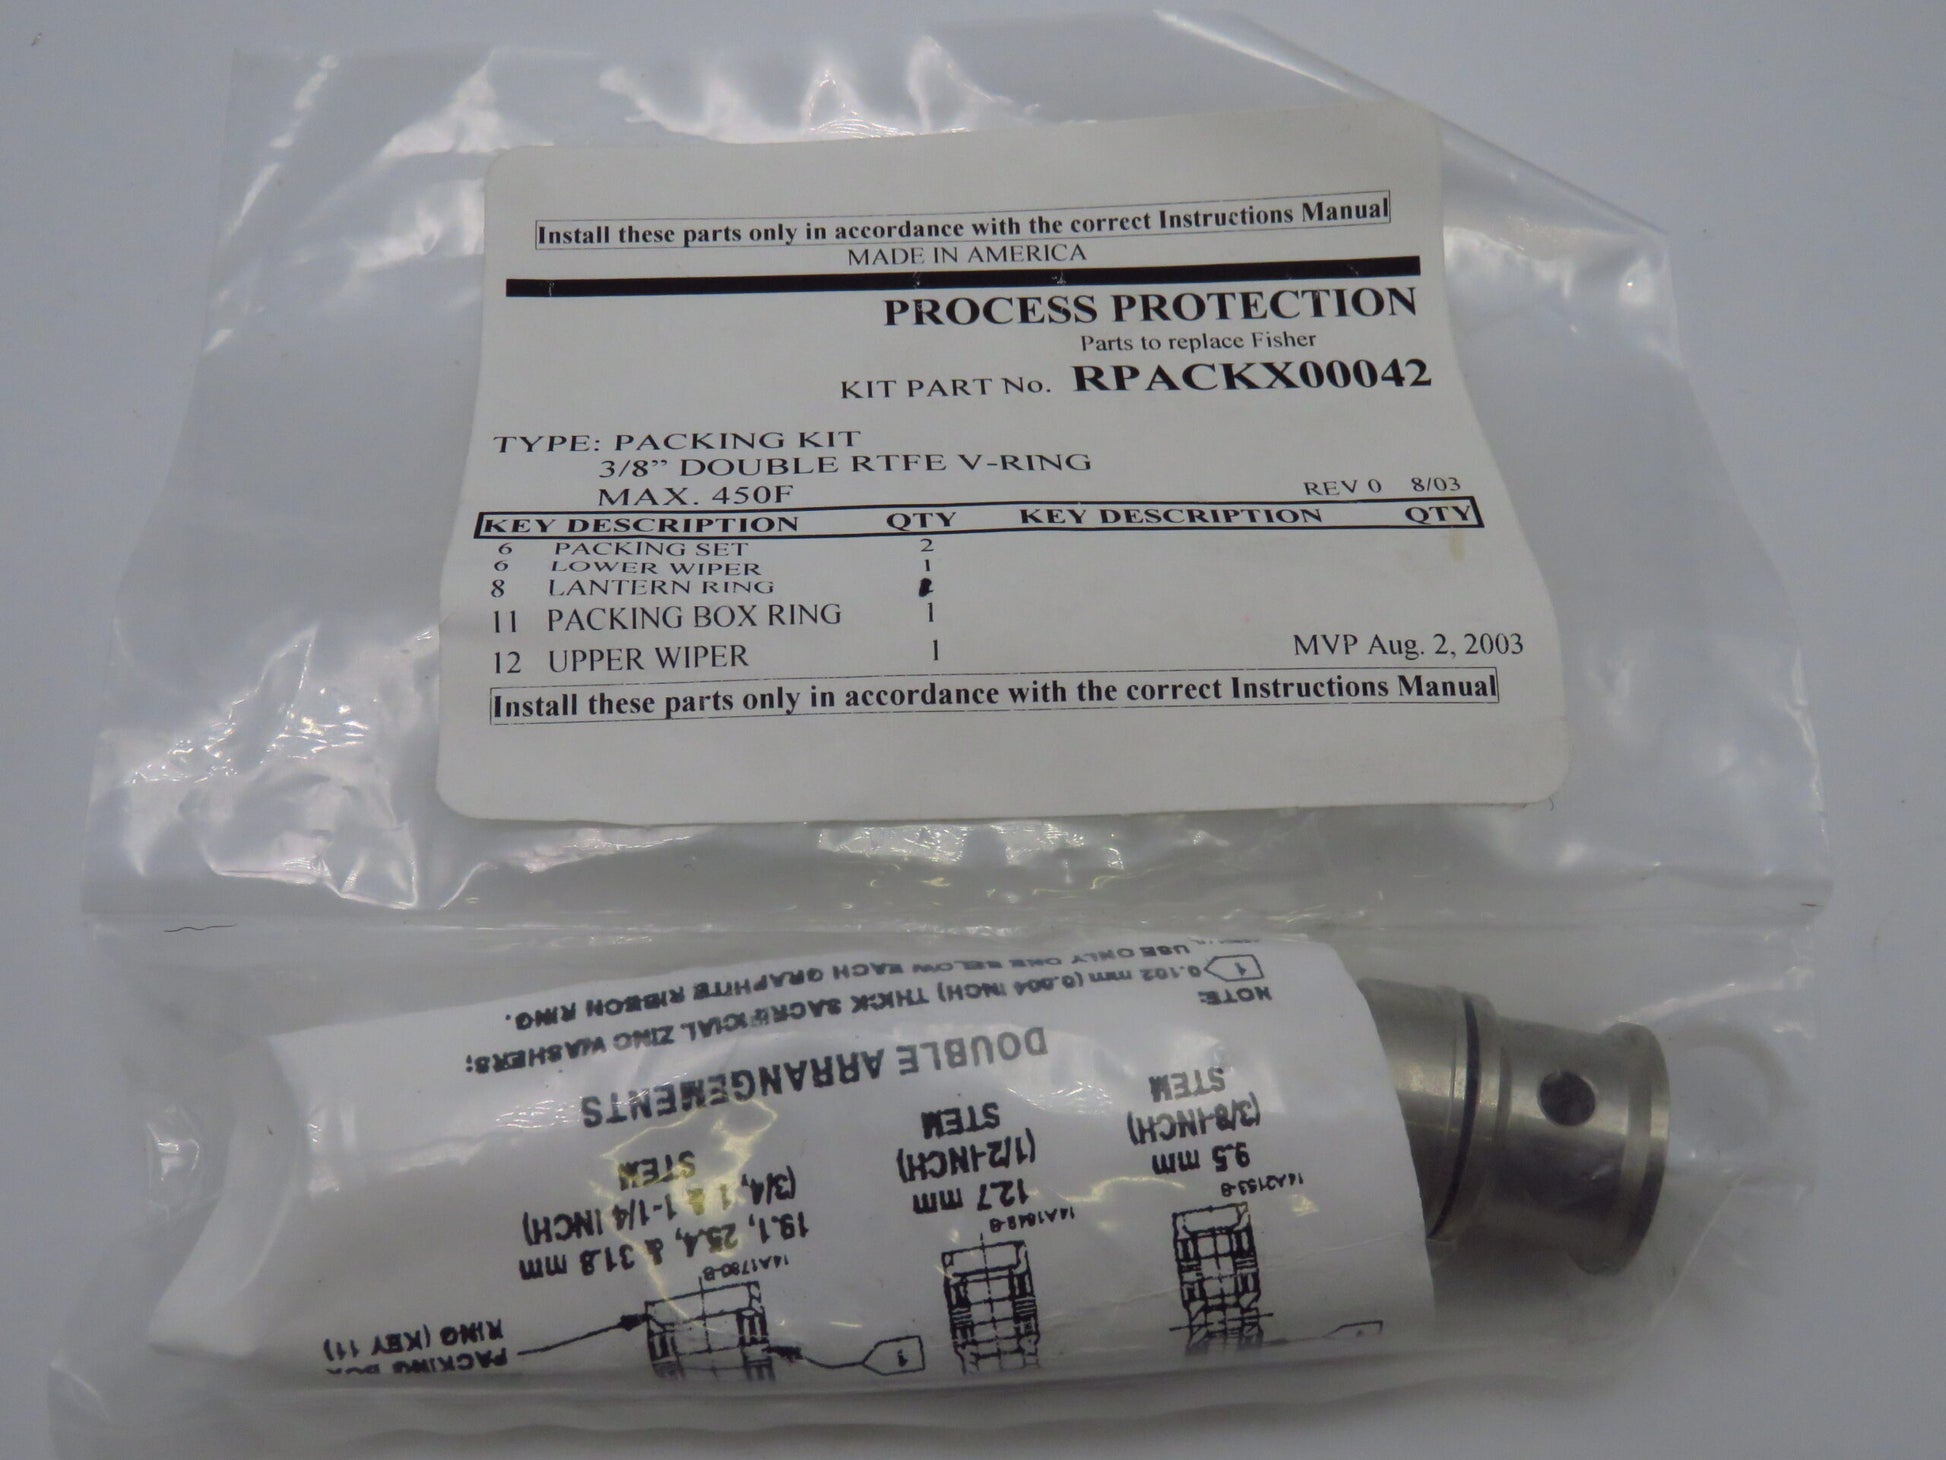 Install these parts only in accordance with the correct Instructions Manual
MADE IN AMERICA
PROCESS PROTECTION
Parts to replace Fisher
KIT PART No. RPACKX00042
TYPE: PACKING KIT
3/8” DOUBLE RTFE V-RING
MAX. 450F
REV 0 8/03
KEY DESCRIPTION QTY KEY DESCRIPTION QTY
6 PACKING SET 2
6 LOWER WIPER 1
8 LANTERN RING
11 PACKING BOX RING 1
12 UPPER WIPER 1
MVP Aug. 2, 2003
Install these parts only in accordance with the correct Instructions Manual
PACKING BOX
RING (KEY 11)
1
14A1780-B
19.1, 25.4, & 31.8 mm
(3/4, 1 & 1-1/4 INCH)
STEM
14A1849-B
12.7 mm
(1/2-INCH)
STEM
14A2153-B
9.5 mm
(3/8-INCH)
STEM
DOUBLE ARRANGEMENTS
NOTE:
1 0.102 mm (0.004 INCH) THICK SACRIFICIAL ZINC WASHERS;
USE ONLY ONE BELOW EACH GRAPHITE RIBBON RING.